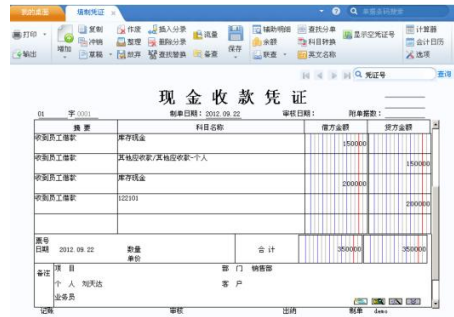 我的桌面 填制凭证
打印 复制 作废 插入分录 流量 辅助明细 查找分单 显示空凭证号 计算器
增加 冲销 整理 删除分录 保存 余额 科目转换 会计日历
输出 草稿 放弃 查找替换 备查 联查 英文名称 选项
凭证号 查询
现金收款凭证
01 字 0001 制单日期：2012.09.22 审核日期： 附单据数：
摘要 科目名称 借方金额 贷方金额
收到员工借款 库存现金 150000
收到员工借款 其他应收款/其他应收款-个人 150000
收到员工借款 库存现金 200000
收到员工借款 122101 200000
票号
日期 2012.09.22 数量 合计 350000 350000
单价
备注 项 目 部 门 销售部
个 人 刘天达 客 户
业务员
记账 审核 出纳 制单 demo